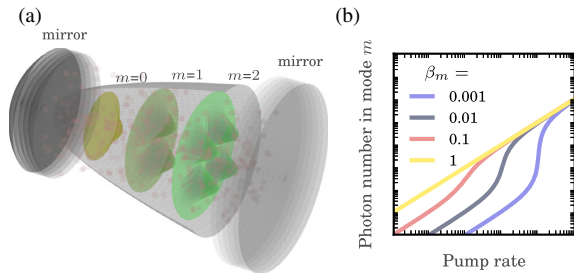 (a)
mirror
m=0
m=1
m=2
mirror
(b)
Photon number in mode m
β_m =
0.001
0.01
0.1
1
Pump rate